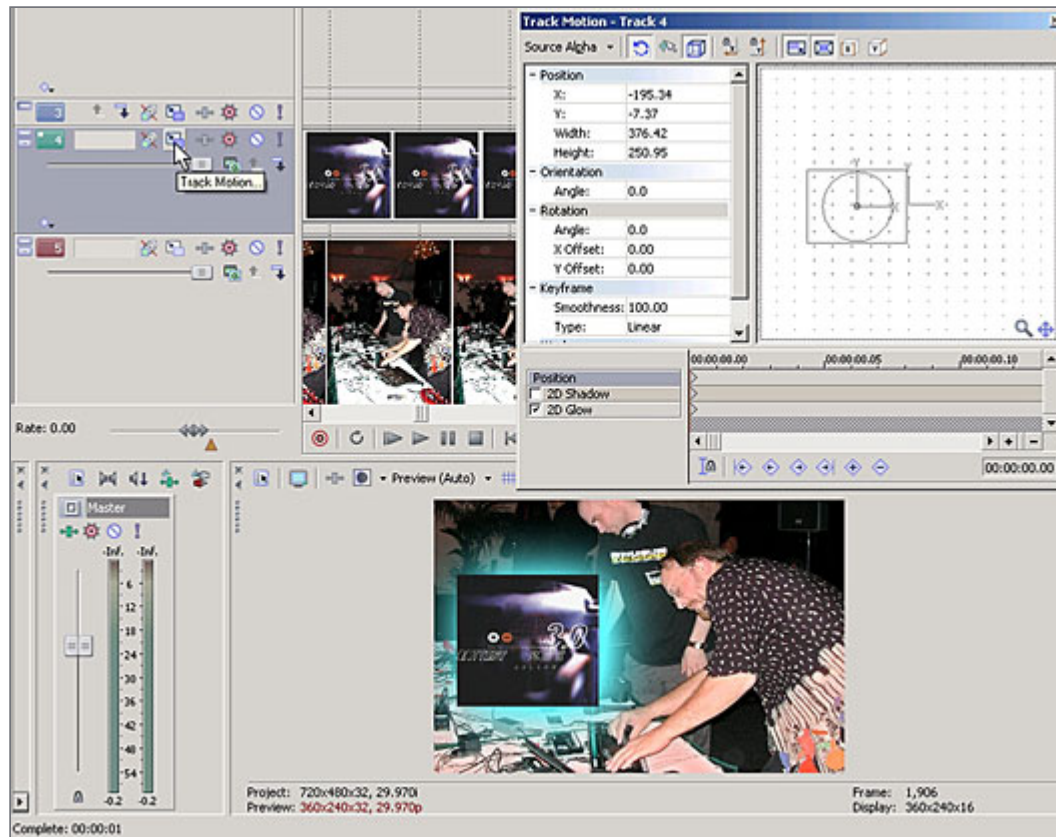 Track Motion - Track 4
Source Alpha
Position
X: -195.34
Y: -7.37
Width: 376.42
Height: 250.95
Orientation
Angle: 0.0
Rotation
Angle: 0.0
X Offset: 0.00
Y Offset: 0.00
Keyframe
Smoothness: 100.00
Type: Linear
Y
Y
X
X
00:00:00.00
,00:00:00.05
,00:00:00.10
Position
2D Shadow
2D Glow
00:00:00.00
3
4
Track Motion...
5
Rate: 0.00
Master
-Inf. -Inf.
6
12
18
24
30
36
42
48
54
-0.2 -0.2
Preview (Auto)
3.0
Project: 720x480x32, 29.970i
Preview: 360x240x32, 29.970p
Frame: 1,906
Display: 360x240x16
Complete: 00:00:01